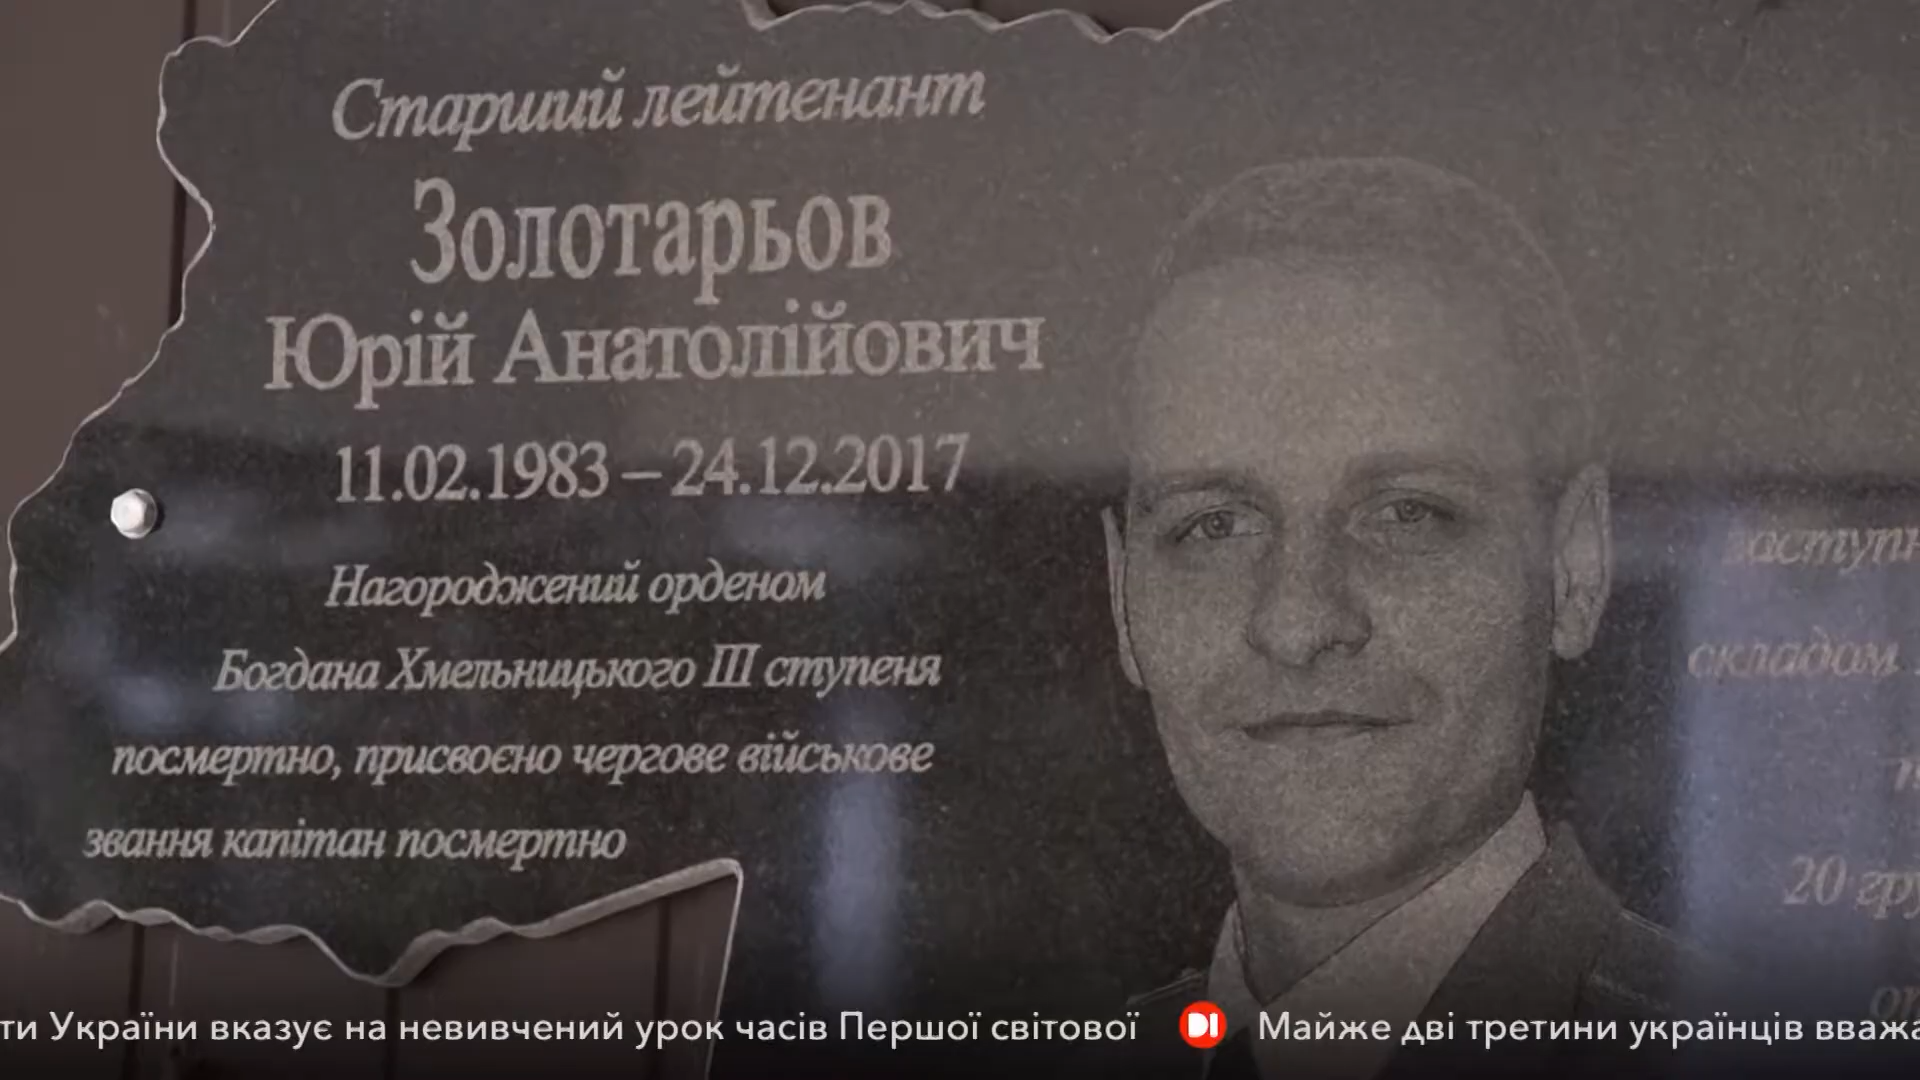 Старший лейтенант
Золотарьов
Юрій Анатолійович
11.02.1983 – 24.12.2017
Нагороджений орденом
Богдана Хмельницького III ступеня
посмертно, присвоєно чергове військове
звання капітан посмертно
складом
20
ти України вказує на невивчений урок часів Першої світової
Майже дві третини українців вважа